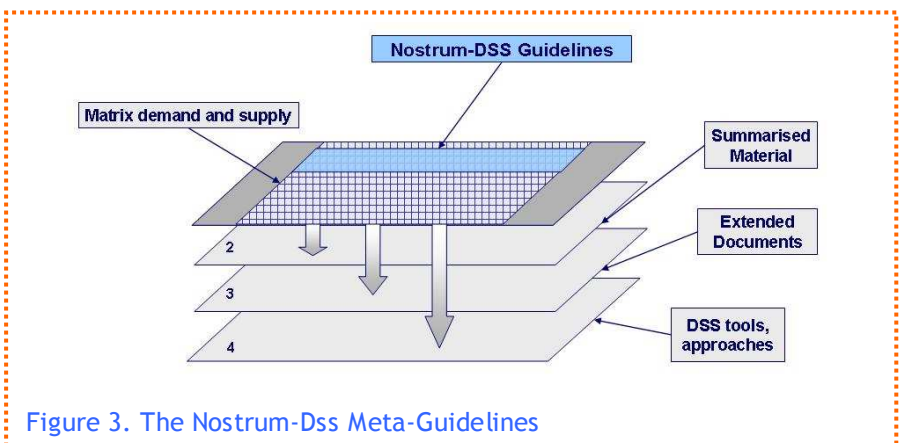 Nostrum-DSS Guidelines
Matrix demand and supply
Summarised
Material
Extended
Documents
2
3
DSS tools,
approaches
4
Figure 3. The Nostrum-Dss Meta-Guidelines